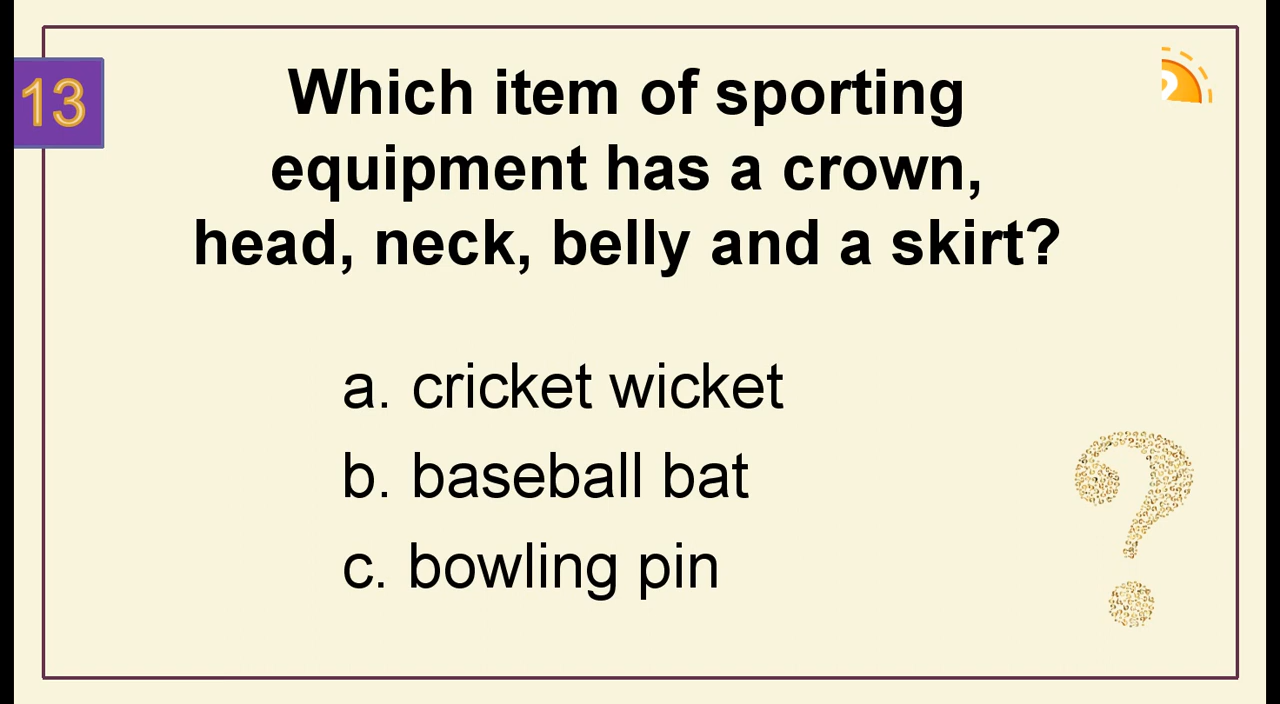 13
Which item of sporting
equipment has a crown,
head, neck, belly and a skirt?
a. cricket wicket
b. baseball bat
c. bowling pin
?